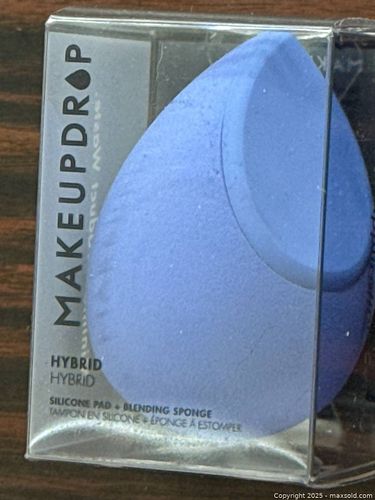 MAKEUPDROP
HYBRID
HYBRID
SILICONE PAD + BLENDING SPONGE
TAMPON EN SILICONE + ÉPONGE À ESTOMPER
Copyright 2025 - maxsold.com